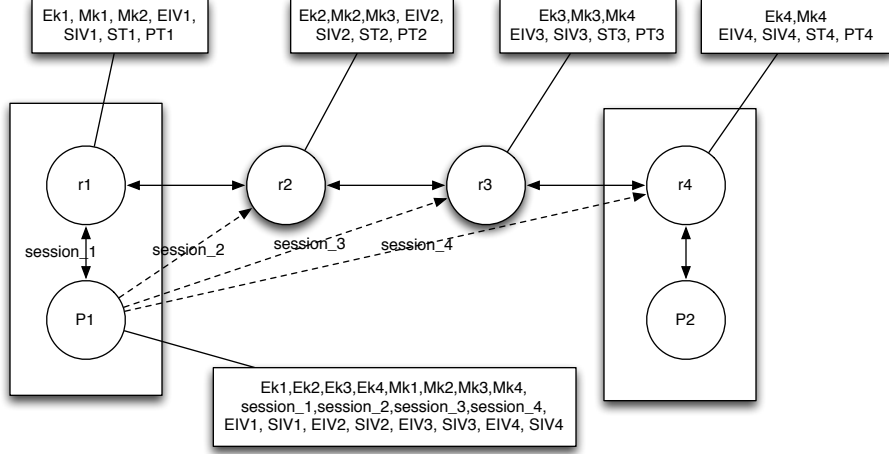 Ek1, Mk1, Mk2, EIV1,
SIV1, ST1, PT1
Ek2,Mk2,Mk3, EIV2,
SIV2, ST2, PT2
Ek3,Mk3,Mk4
EIV3, SIV3, ST3, PT3
Ek4,Mk4
EIV4, SIV4, ST4, PT4
r1
r2
r3
r4
session_1
session_2
session_3
session_4
P1
P2
Ek1,Ek2,Ek3,Ek4,Mk1,Mk2,Mk3,Mk4,
session_1,session_2,session_3,session_4,
EIV1, SIV1, EIV2, SIV2, EIV3, SIV3, EIV4, SIV4